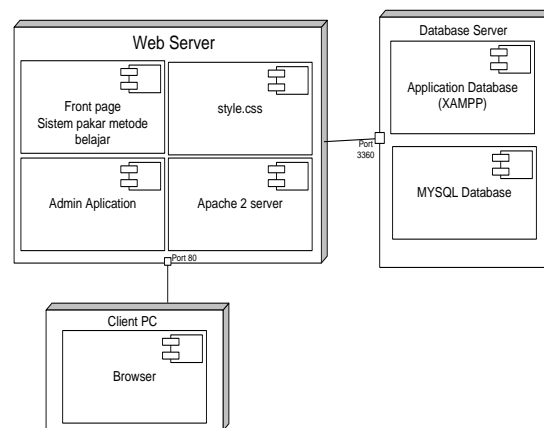 Web Server
Front page
Sistem pakar metode
belajar
style.css
Admin Aplication
Apache 2 server
Port 80
Port
3360
Database Server
Application Database
(XAMPP)
MYSQL Database
Client PC
Browser